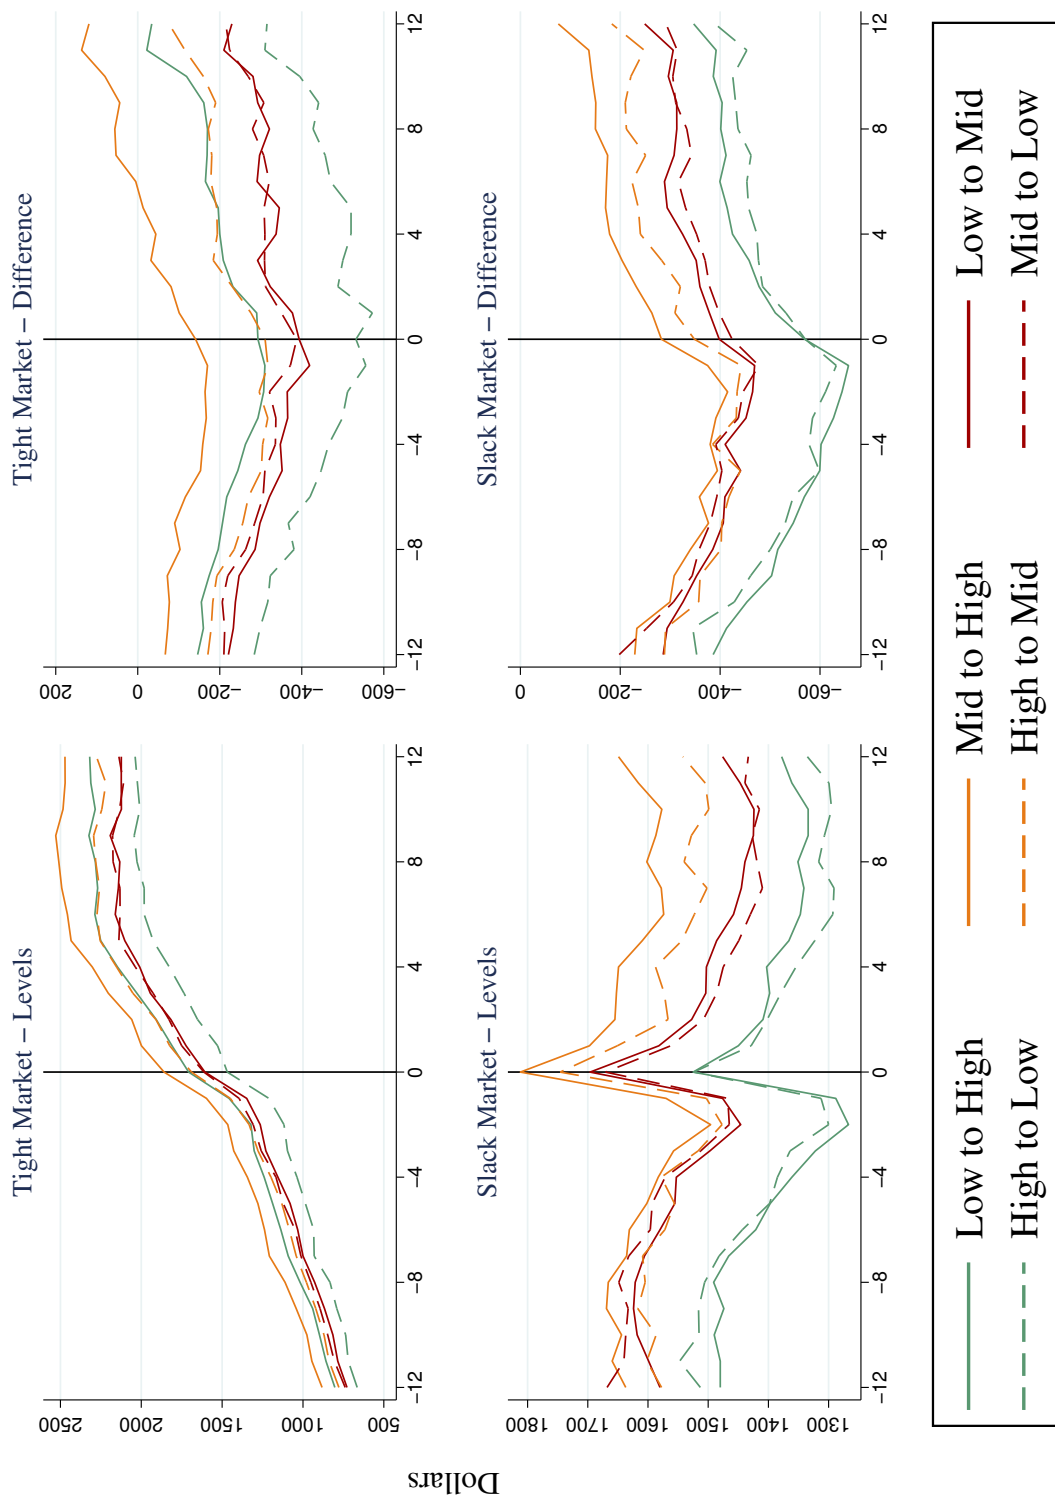 Tight Market – Levels
2500
2000
1500
1000
500
−12 −8 −4 0 4 8 12
Tight Market – Difference
200
0
−200
−400
−600
−12 −8 −4 0 4 8 12
Dollars
Slack Market – Levels
1800
1700
1600
1500
1400
1300
−12 −8 −4 0 4 8 12
Slack Market – Difference
0
−200
−400
−600
−12 −8 −4 0 4 8 12
Low to High Mid to High Low to Mid
High to Low High to Mid Mid to Low